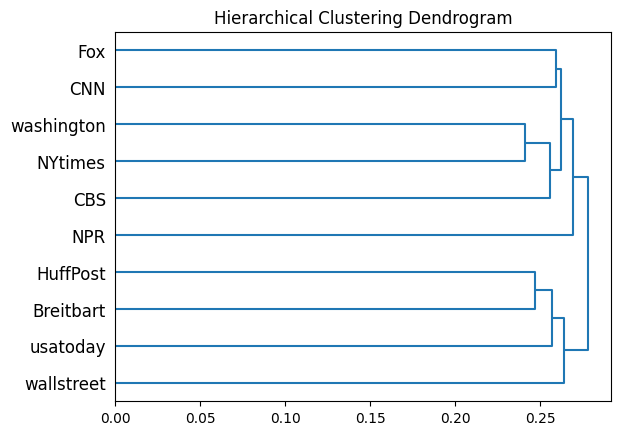 Hierarchical Clustering Dendrogram
Fox
CNN
washington
NYtimes
CBS
NPR
HuffPost
Breitbart
usatoday
wallstreet
0.00 0.05 0.10 0.15 0.20 0.25